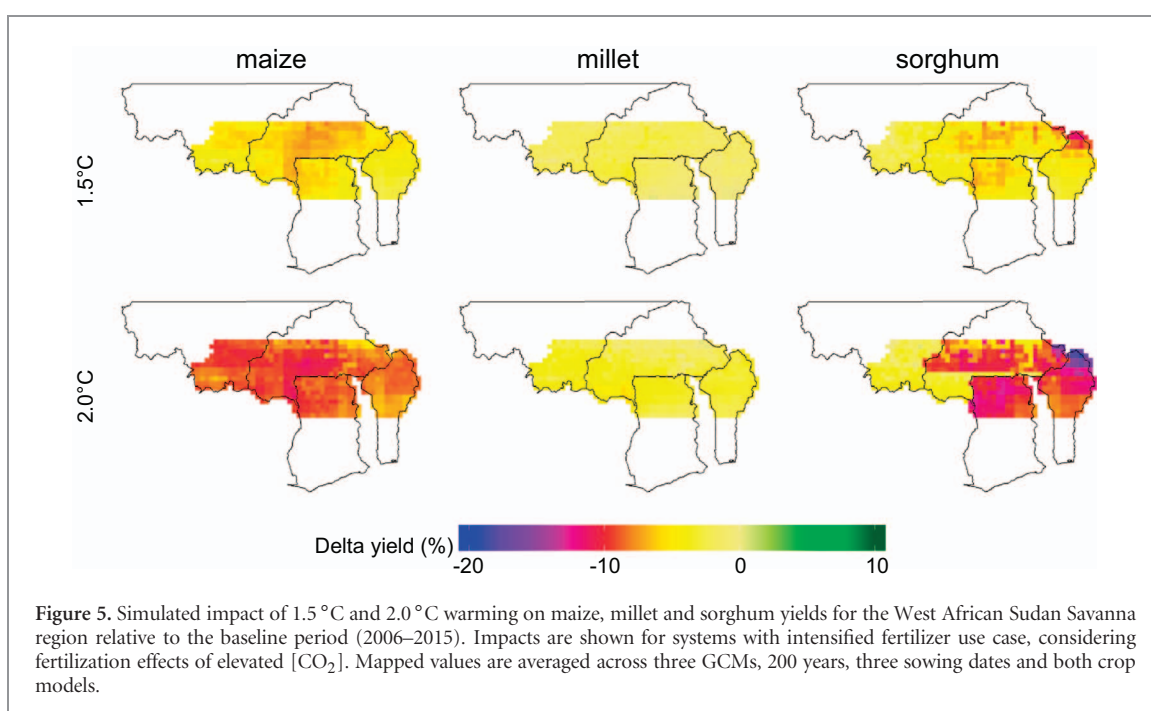 maize millet sorghum
1.5°C
2.0°C
Delta yield (%)
-20 -10 0 10
Figure 5. Simulated impact of 1.5 °C and 2.0 °C warming on maize, millet and sorghum yields for the West African Sudan Savanna
region relative to the baseline period (2006–2015). Impacts are shown for systems with intensified fertilizer use case, considering
fertilization effects of elevated [CO₂]. Mapped values are averaged across three GCMs, 200 years, three sowing dates and both crop
models.